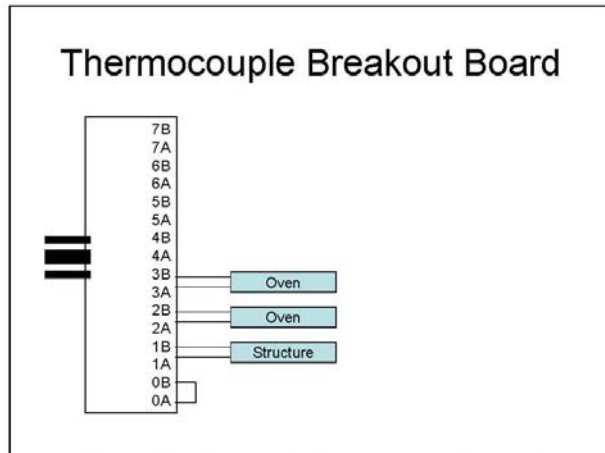 Thermocouple Breakout Board
7B
7A
6B
6A
5B
5A
4B
4A
3B
3A
Oven
2B
2A
Oven
1B
1A
Structure
0B
0A